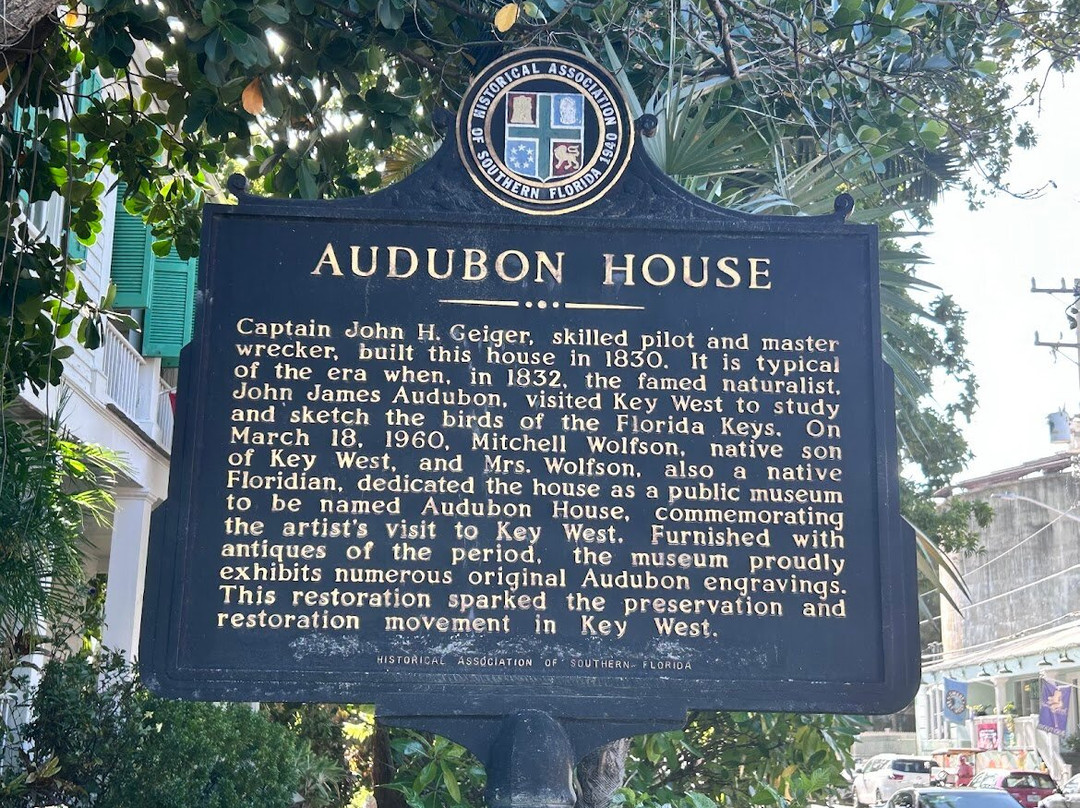 HISTORICAL ASSOCIATION
OF SOUTHERN FLORIDA 1940
AUDUBON HOUSE
Captain John H. Geiger, skilled pilot and master
wrecker, built this house in 1830. It is typical
of the era when, in 1832, the famed naturalist,
John James Audubon, visited Key West to study
and sketch the birds of the Florida Keys. On
March 18, 1960, Mitchell Wolfson, native son
of Key West, and Mrs. Wolfson, also a native
Floridian, dedicated the house as a public museum
to be named Audubon House, commemorating
the artist's visit to Key West. Furnished with
antiques of the period, the museum proudly
exhibits numerous original Audubon engravings.
This restoration sparked the preservation and
restoration movement in Key West.
HISTORICAL ASSOCIATION OF SOUTHERN FLORIDA